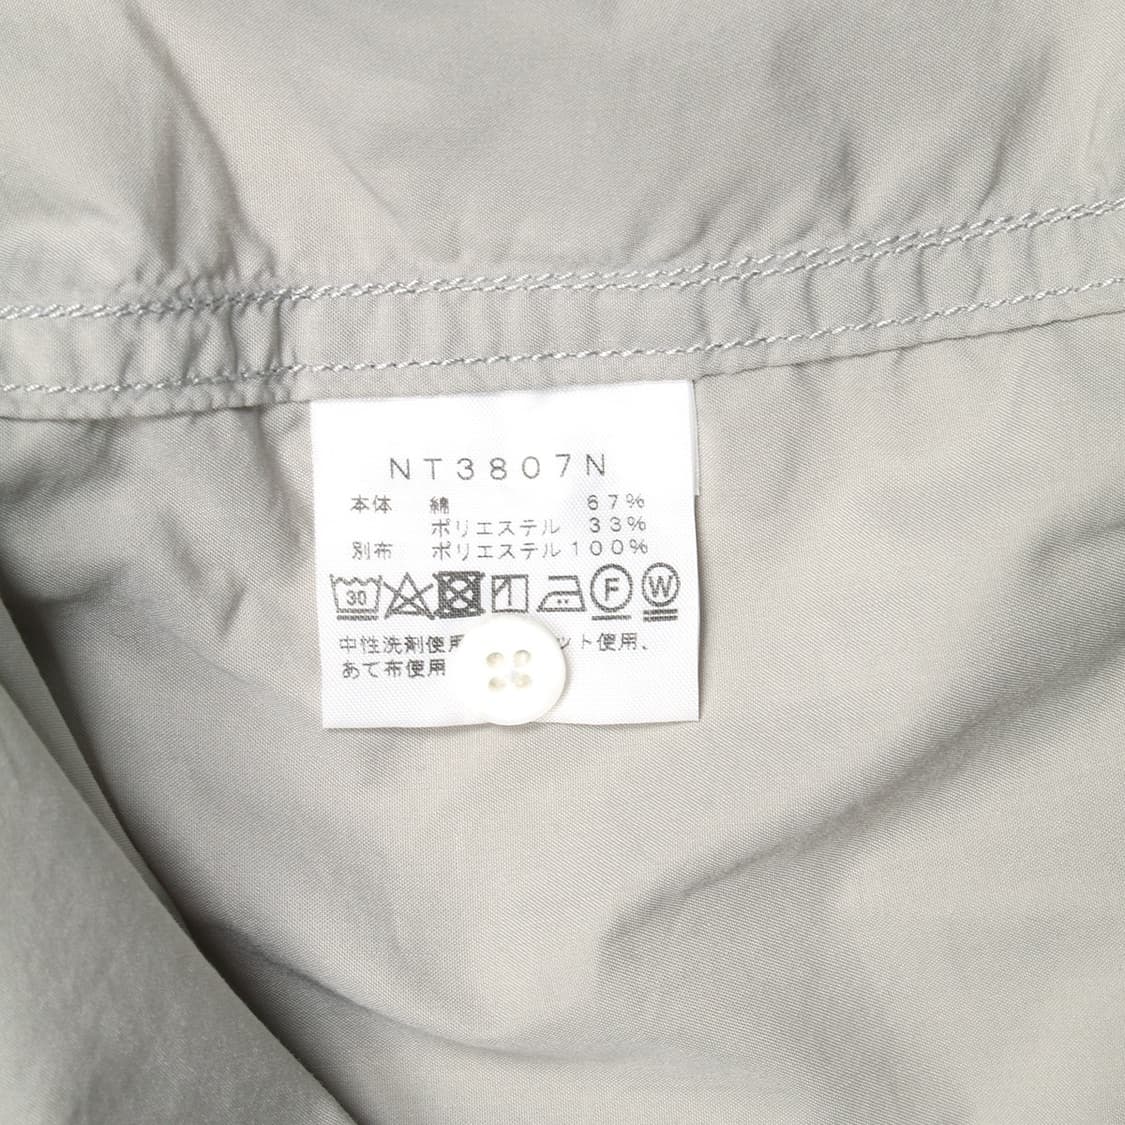 NT3807N
本体 綿 67%
ポリエステル 33%
別布 ポリエステル100%
30 F W
中性洗剤使用 ット使用、
あて布使用